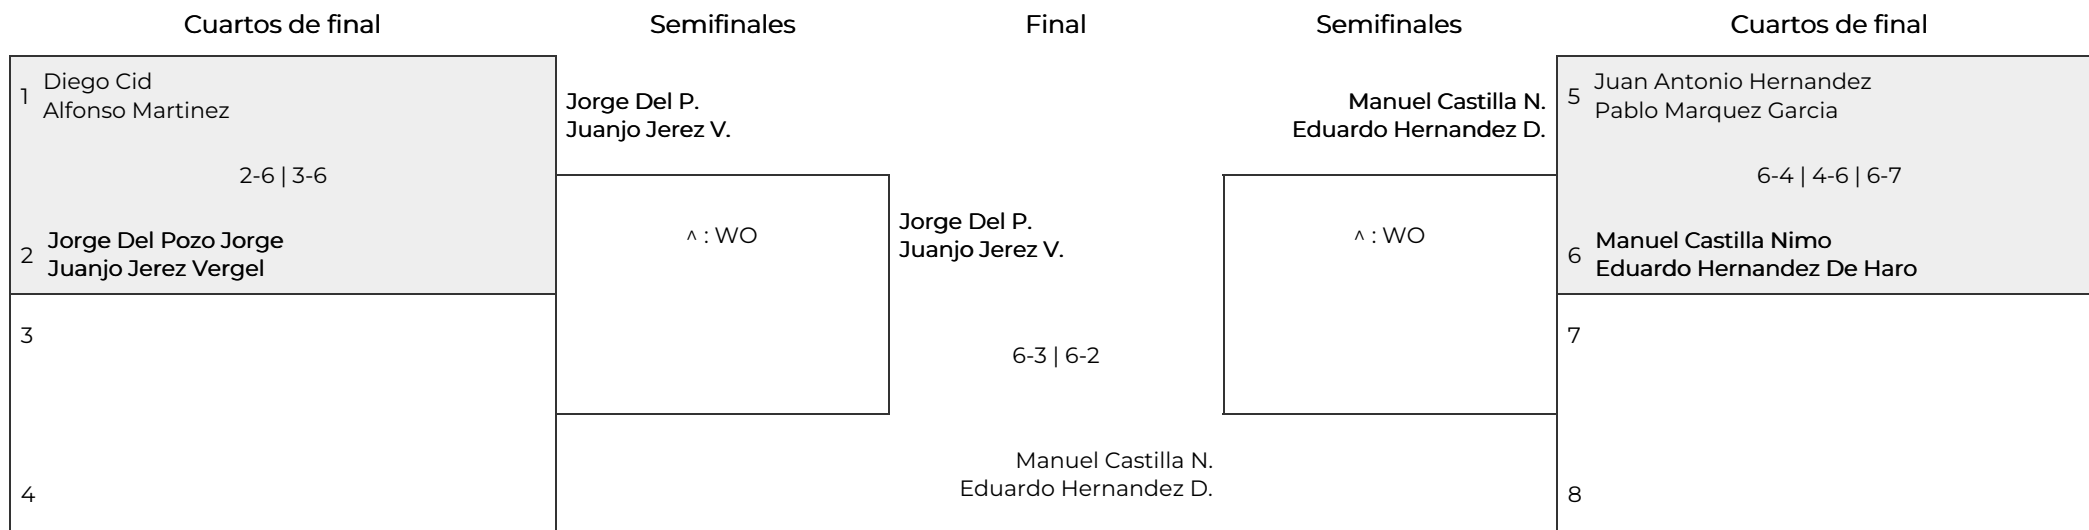 Cuartos de final
Semifinales
Final
Semifinales
Cuartos de final
1
Diego Cid
Alfonso Martinez
2-6 | 3-6
2
Jorge Del Pozo Jorge
Juanjo Jerez Vergel
3
4
Jorge Del P.
Juanjo Jerez V.
^ : WO
Jorge Del P.
Juanjo Jerez V.
6-3 | 6-2
Manuel Castilla N.
Eduardo Hernandez D.
Manuel Castilla N.
Eduardo Hernandez D.
^ : WO
5
Juan Antonio Hernandez
Pablo Marquez Garcia
6-4 | 4-6 | 6-7
6
Manuel Castilla Nimo
Eduardo Hernandez De Haro
7
8